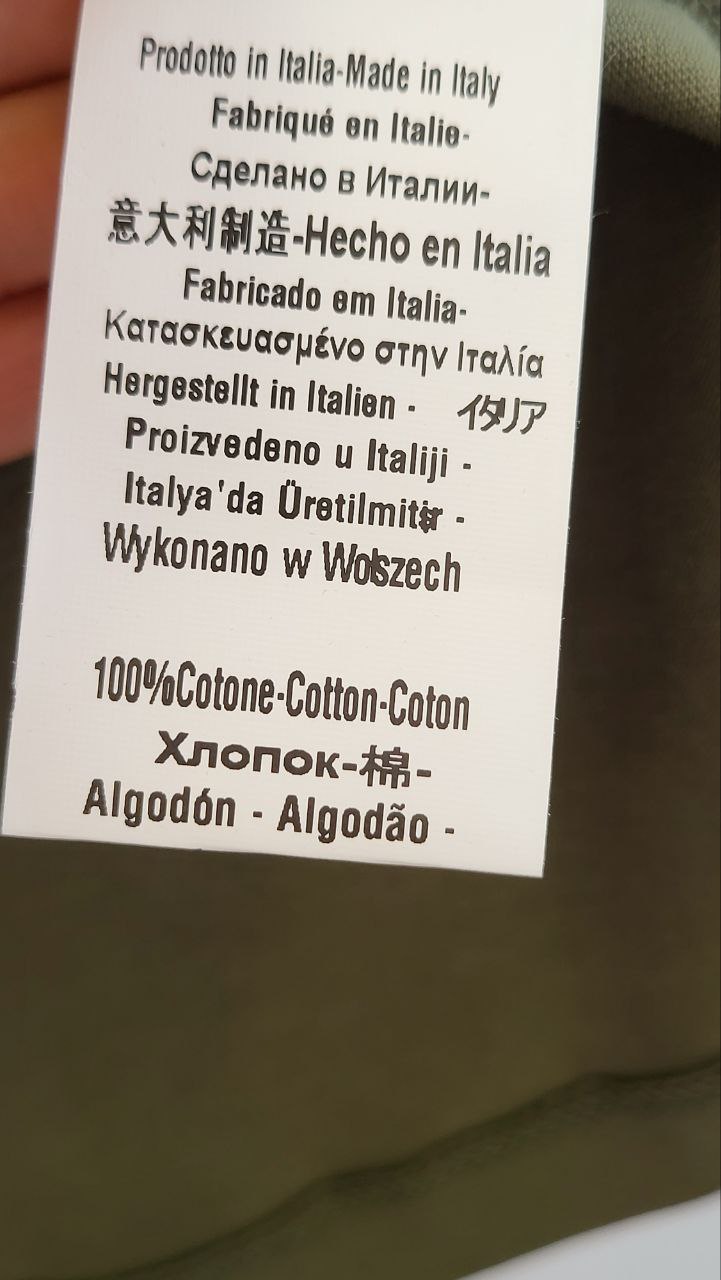 Prodotto in Italia-Made in Italy
Fabriqué en Italie-
Сделано в Италии-
意大利制造-Hecho en Italia
Fabricado em Italia-
Κατασκευασμένο στην Ιταλία
Hergestellt in Italien - イタリア
Proizvedeno u Italiji -
Italya'da -
Wykonano w
100%Cotone-Cotton-Coton
Хлопок-棉-
Algodón - Algodão -